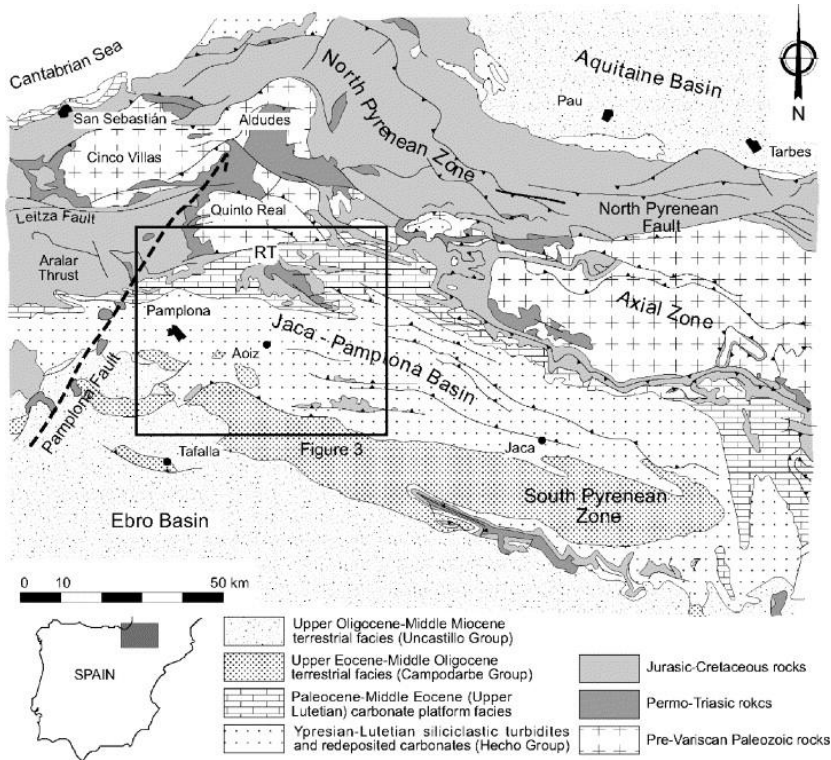 Cantabrian Sea
San Sebastián
Aldudes
Cinco Villas
North Pyrenean Zone
Aquitaine Basin
Pau
Tarbes
N
Leitza Fault
Quinto Real
North Pyrenean
Fault
Aralar
Thrust
RT
Axial Zone
Pamplona
Jaca - Pamplona Basin
Aoiz
Pamplona Fault
Figure 3
Tafalla
Jaca
South Pyrenean
Zone
Ebro Basin
0 10 50 km
SPAIN
Upper Oligocene-Middle Miocene
terrestrial facies (Uncastillo Group)
Upper Eocene-Middle Oligocene
terrestrial facies (Campodarbe Group)
Paleocene-Middle Eocene (Upper
Lutetian) carbonate platform facies
Ypresian-Lutetian siliciclastic turbidites
and redeposited carbonates (Hecho Group)
Jurasic-Cretaceous rocks
Permo-Triasic rokcs
Pre-Variscan Paleozoic rocks